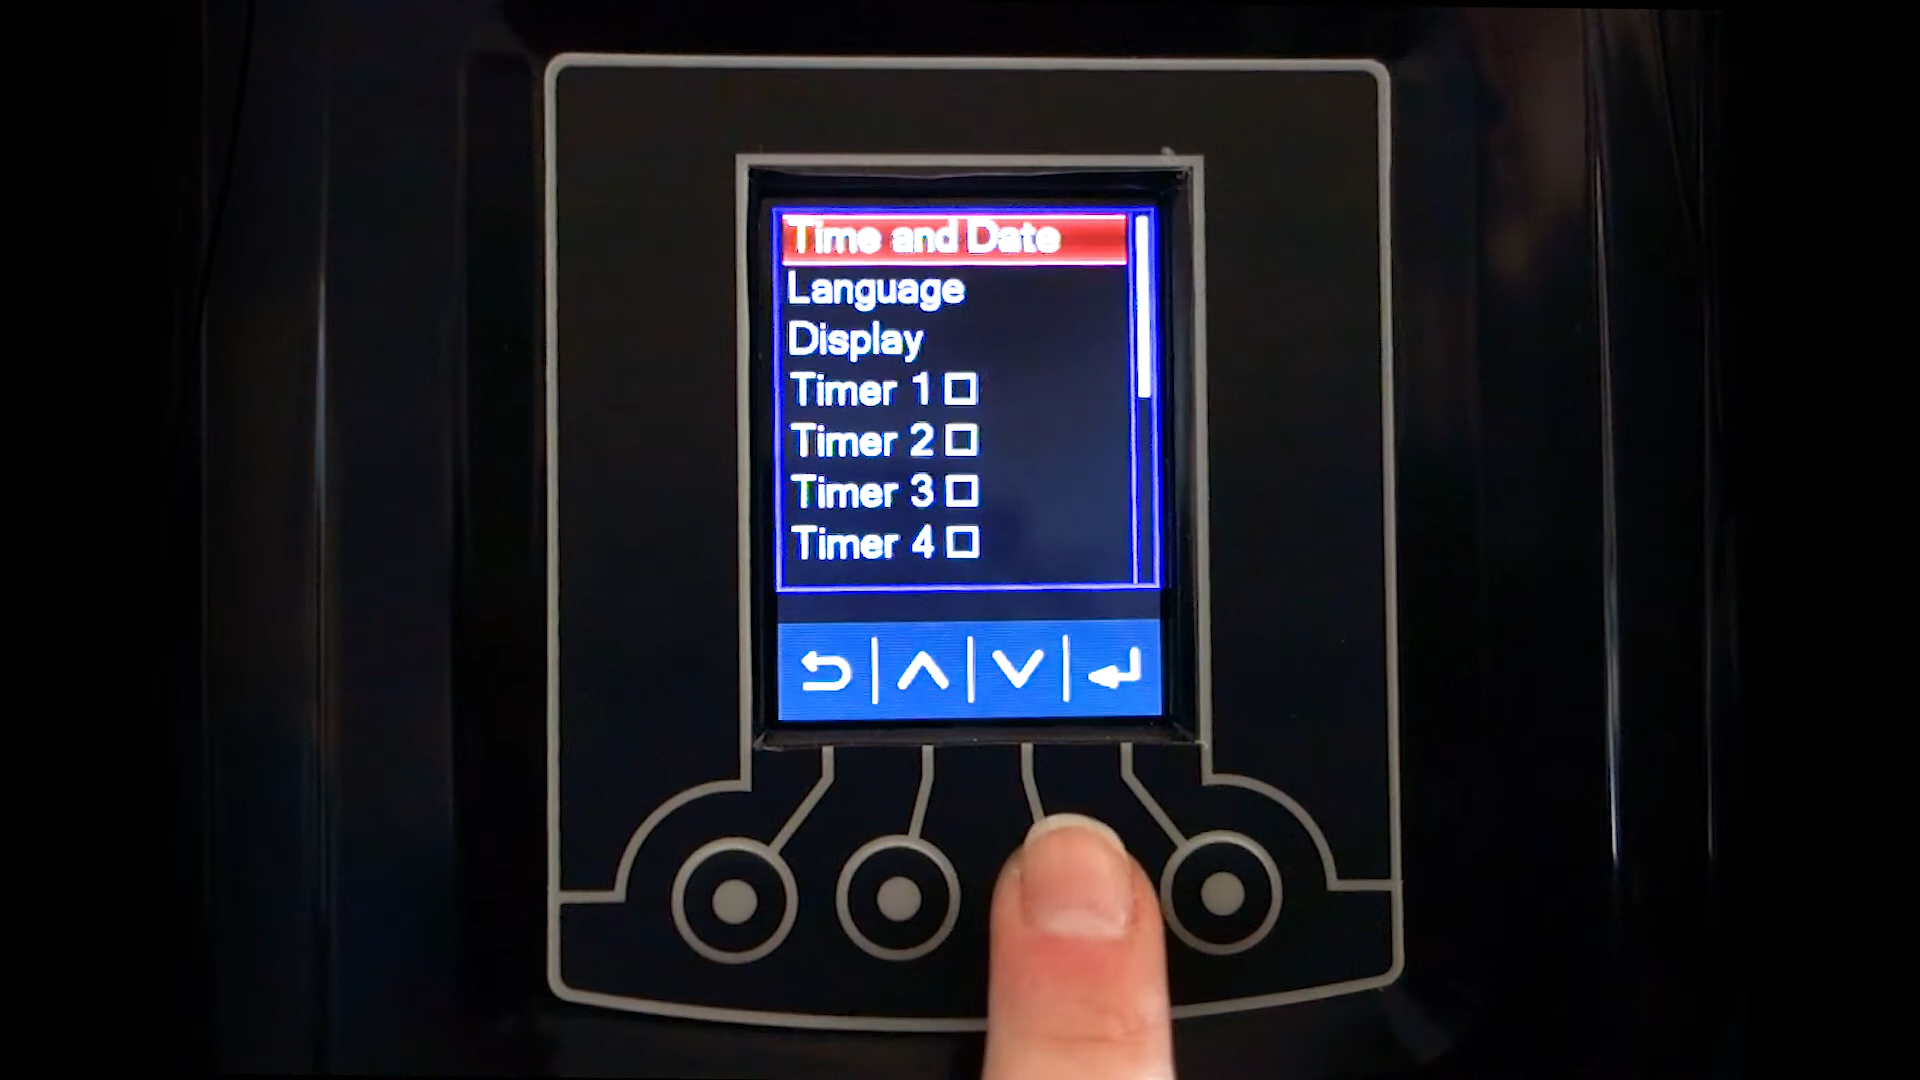 Time and Date
Language
Display
Timer 1 □
Timer 2 □
Timer 3 □
Timer 4 □